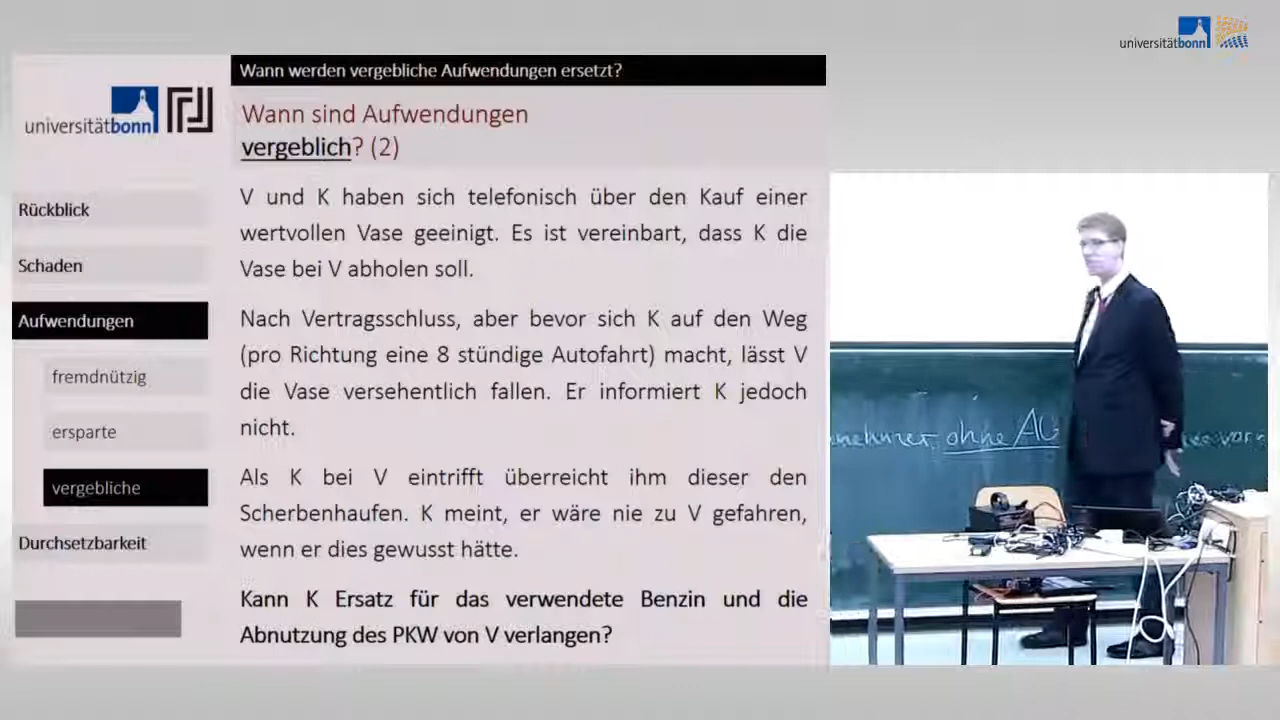 universitätbonn
Wann werden vergebliche Aufwendungen ersetzt?
universitätbonn
Wann sind Aufwendungen
vergeblich? (2)
Rückblick
Schaden
Aufwendungen
fremdnützig
ersparte
vergebliche
Durchsetzbarkeit
V und K haben sich telefonisch über den Kauf einer
wertvollen Vase geeinigt. Es ist vereinbart, dass K die
Vase bei V abholen soll.
Nach Vertragsschluss, aber bevor sich K auf den Weg
(pro Richtung eine 8 stündige Autofahrt) macht, lässt V
die Vase versehentlich fallen. Er informiert K jedoch
nicht.
Als K bei V eintrifft überreicht ihm dieser den
Scherbenhaufen. K meint, er wäre nie zu V gefahren,
wenn er dies gewusst hätte.
Kann K Ersatz für das verwendete Benzin und die
Abnutzung des PKW von V verlangen?
ohne